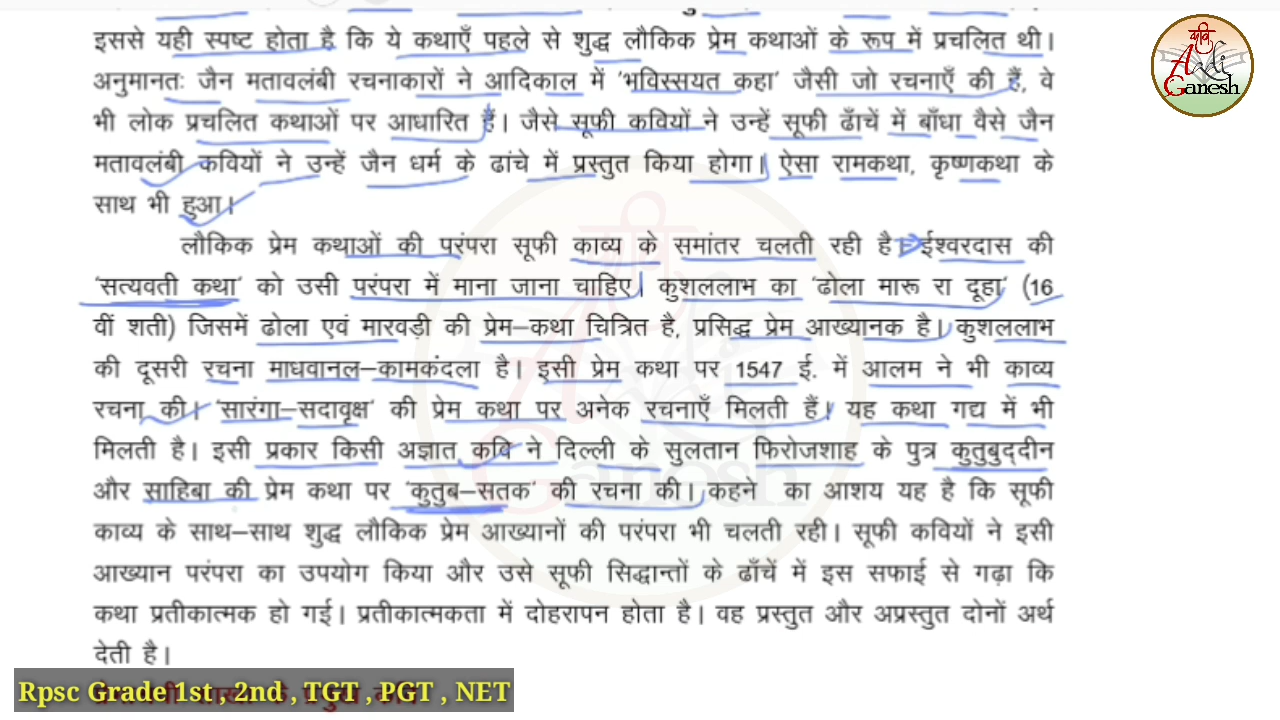 इससे यही स्पष्ट होता है कि ये कथाएँ पहले से शुद्ध लौकिक प्रेम कथाओं के रूप में प्रचलित थी।
अनुमानतः जैन मतावलंबी रचनाकारों ने आदिकाल में 'भविस्सयत कहा' जैसी जो रचनाएँ की हैं, वे
भी लोक प्रचलित कथाओं पर आधारित हैं। जैसे सूफी कवियों ने उन्हें सूफी ढाँचें में बाँधा वैसे जैन
मतावलंबी कवियों ने उन्हें जैन धर्म के ढांचे में प्रस्तुत किया होगा। ऐसा रामकथा, कृष्णकथा के
साथ भी हुआ।
लौकिक प्रेम कथाओं की परंपरा सूफी काव्य के समांतर चलती रही है। ईश्वरदास की
'सत्यवती कथा' को उसी परंपरा में माना जाना चाहिए। कुशललाभ का 'ढोला मारू रा दूहा' (16
वीं शती) जिसमें ढोला एवं मारवड़ी की प्रेम–कथा चित्रित है, प्रसिद्ध प्रेम आख्यानक है। कुशललाभ
की दूसरी रचना माधवानल–कामकंदला है। इसी प्रेम कथा पर 1547 ई. में आलम ने भी काव्य
रचना की। 'सारंगा–सदावृक्ष' की प्रेम कथा पर अनेक रचनाएँ मिलती हैं। यह कथा गद्य में भी
मिलती है। इसी प्रकार किसी अज्ञात कवि ने दिल्ली के सुलतान फिरोजशाह के पुत्र कुतुबुद्दीन
और साहिबा की प्रेम कथा पर 'कुतुब–सतक' की रचना की। कहने का आशय यह है कि सूफी
काव्य के साथ–साथ शुद्ध लौकिक प्रेम आख्यानों की परंपरा भी चलती रही। सूफी कवियों ने इसी
आख्यान परंपरा का उपयोग किया और उसे सूफी सिद्धान्तों के ढाँचें में इस सफाई से गढ़ा कि
कथा प्रतीकात्मक हो गई। प्रतीकात्मकता में दोहरापन होता है। वह प्रस्तुत और अप्रस्तुत दोनों अर्थ
देती है।
Rpsc Grade 1st , 2nd , TGT , PGT , NET
कवि
Aadi
Ganesh